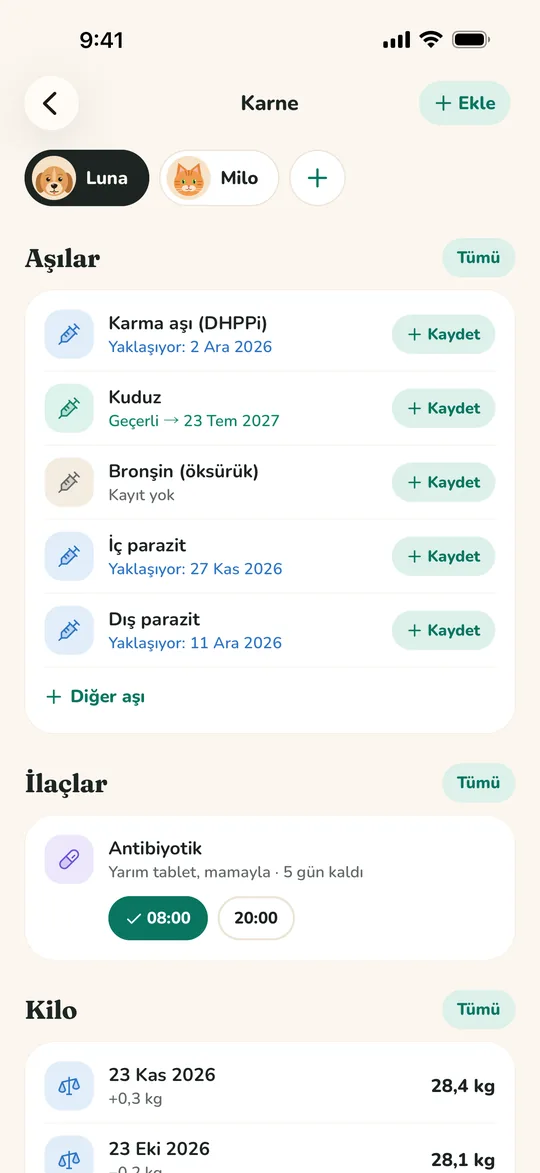 9:41
Karne
+ Ekle
Luna
Milo
+
Aşılar
Tümü
Karma aşı (DHPPi)
Yaklaşıyor: 2 Ara 2026
+ Kaydet
Kuduz
Geçerli → 23 Tem 2027
+ Kaydet
Bronşin (öksürük)
Kayıt yok
+ Kaydet
İç parazit
Yaklaşıyor: 27 Kas 2026
+ Kaydet
Dış parazit
Yaklaşıyor: 11 Ara 2026
+ Kaydet
+ Diğer aşı
İlaçlar
Tümü
Antibiyotik
Yarım tablet, mamayla · 5 gün kaldı
✓ 08:00
20:00
Kilo
Tümü
23 Kas 2026
+0,3 kg
28,4 kg
23 Eki 2026
−0,2 kg
28,1 kg